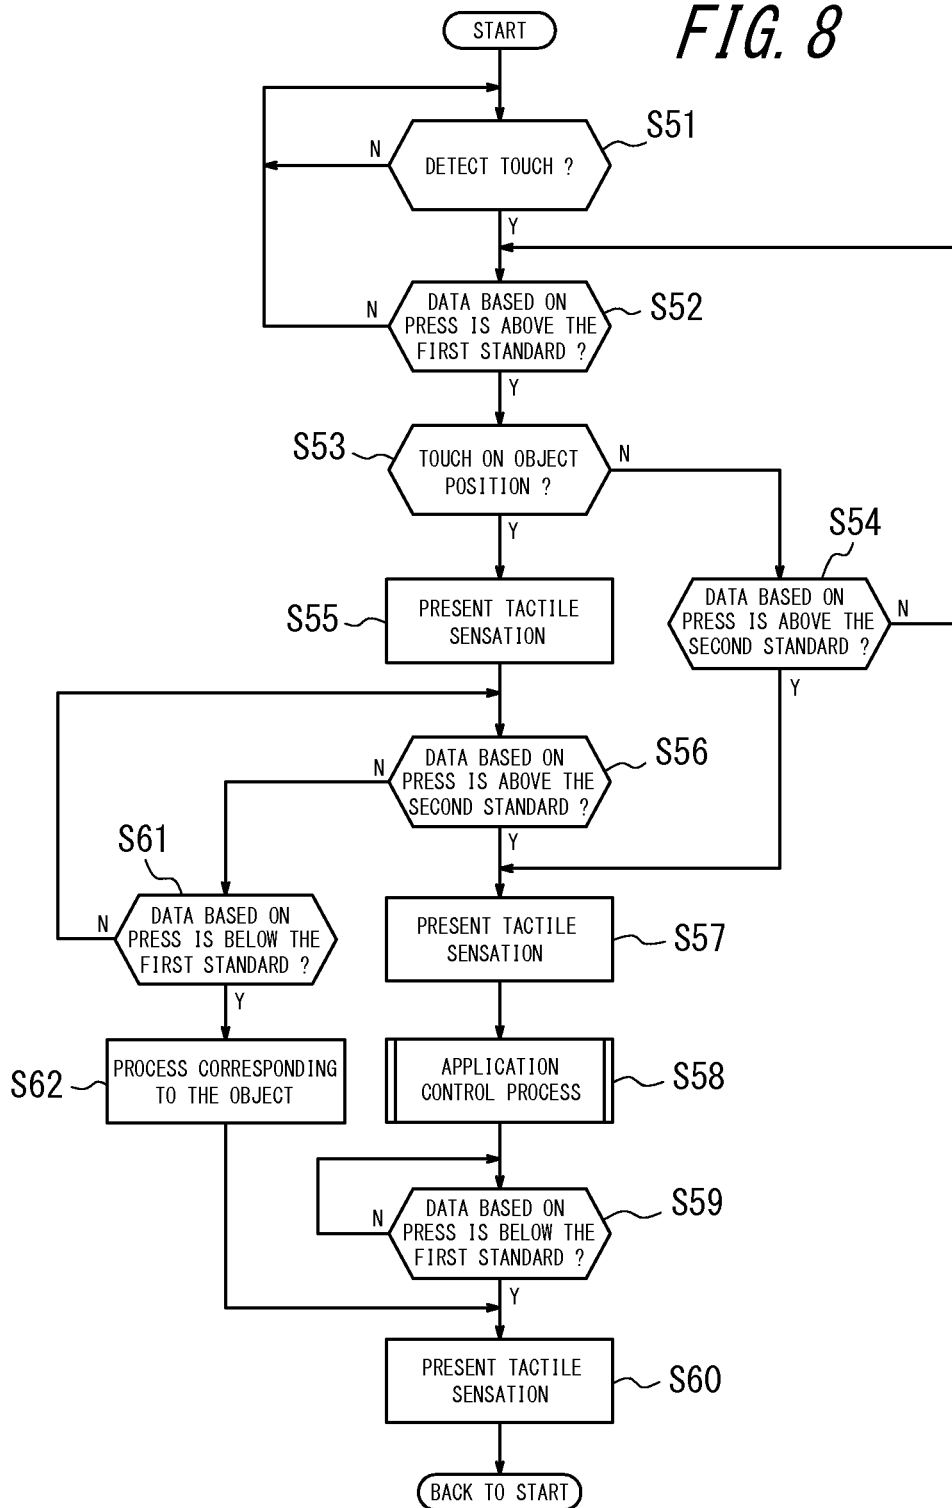 FIG. 8
START
S51
DETECT TOUCH ?
N
Y
S52
DATA BASED ON
PRESS IS ABOVE THE
FIRST STANDARD ?
N
Y
S53
TOUCH ON OBJECT
POSITION ?
N
Y
S54
DATA BASED ON
PRESS IS ABOVE THE
SECOND STANDARD ?
N
Y
S55
PRESENT TACTILE
SENSATION
S56
DATA BASED ON
PRESS IS ABOVE THE
SECOND STANDARD ?
N
Y
S61
DATA BASED ON
PRESS IS BELOW THE
FIRST STANDARD ?
N
Y
S57
PRESENT TACTILE
SENSATION
S62
PROCESS CORRESPONDING
TO THE OBJECT
S58
APPLICATION
CONTROL PROCESS
S59
DATA BASED ON
PRESS IS BELOW THE
FIRST STANDARD ?
N
Y
S60
PRESENT TACTILE
SENSATION
BACK TO START